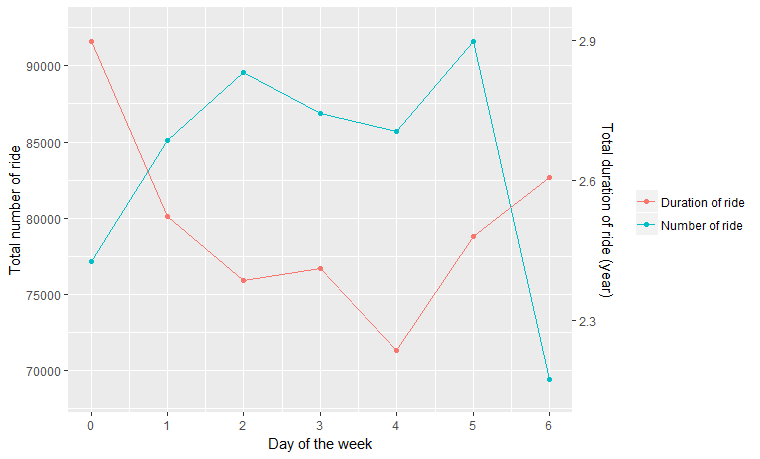 Total number of ride
90000
85000
80000
75000
70000
0 1 2 3 4 5 6
Day of the week
2.9
2.6
2.3
Total duration of ride (year)
Duration of ride
Number of ride